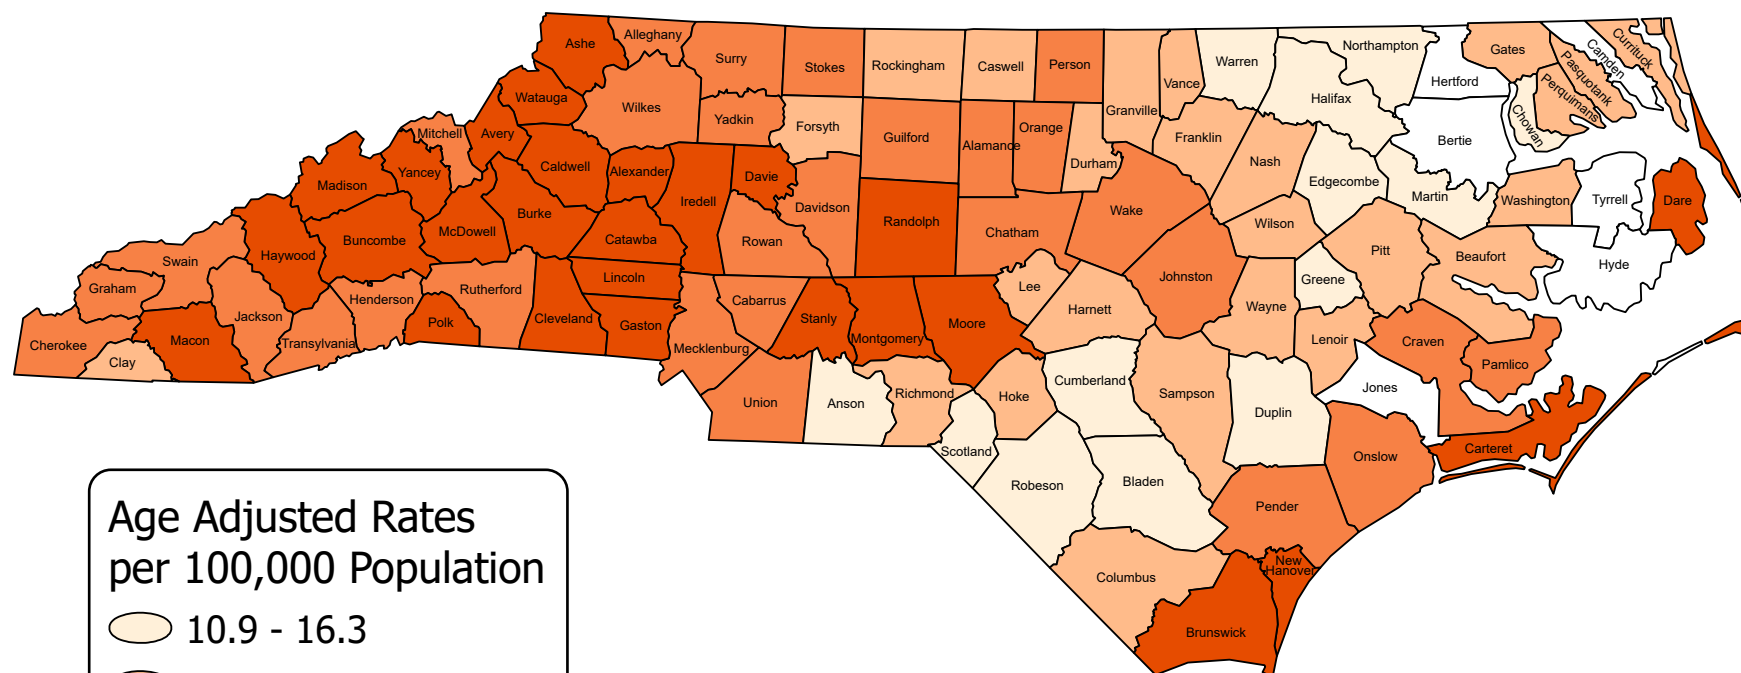 Ashe
Alleghany
Surry
Stokes
Rockingham
Caswell
Person
Granville
Vance
Warren
Northampton
Halifax
Hertford
Gates
Pasquotank
Camden
Currituck
Perquimans
Chowan
Bertie
Watauga
Wilkes
Yadkin
Forsyth
Guilford
Alamance
Orange
Durham
Franklin
Nash
Edgecombe
Martin
Washington
Tyrrell
Dare
Mitchell
Avery
Caldwell
Alexander
Iredell
Davie
Davidson
Randolph
Chatham
Wake
Wilson
Pitt
Beaufort
Hyde
Madison
Yancey
McDowell
Burke
Catawba
Rowan
Lincoln
Swain
Haywood
Buncombe
Graham
Jackson
Henderson
Rutherford
Polk
Cleveland
Gaston
Cabarrus
Stanly
Montgomery
Moore
Lee
Harnett
Johnston
Wayne
Greene
Lenoir
Craven
Pamlico
Cherokee
Clay
Macon
Transylvania
Mecklenburg
Union
Anson
Richmond
Hoke
Cumberland
Sampson
Duplin
Jones
Onslow
Carteret
Scotland
Robeson
Bladen
Pender
Columbus
New
Hanover
Brunswick
Age Adjusted Rates
per 100,000 Population
10.9 - 16.3